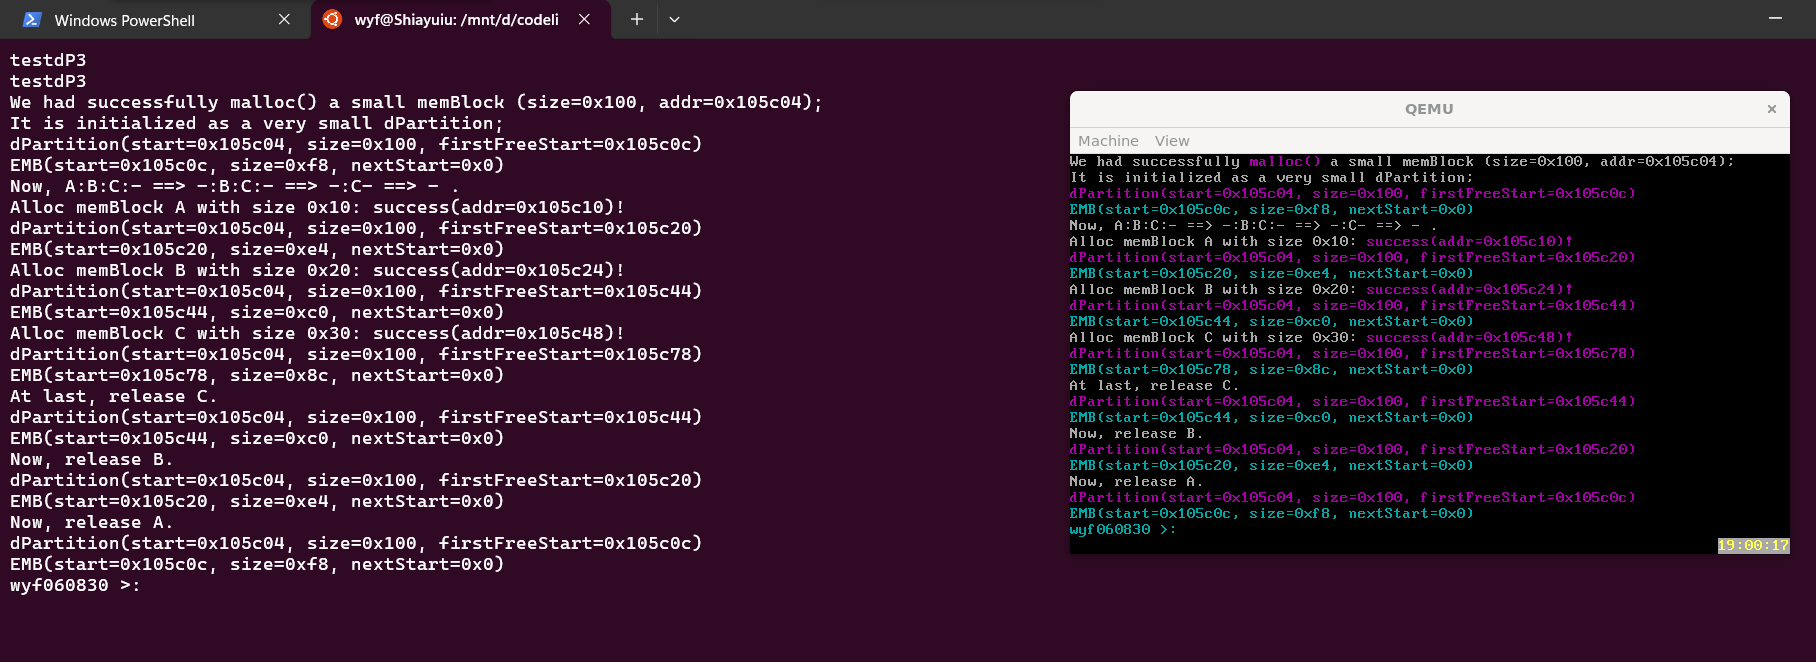 Windows PowerShell
wyf@Shiayuiu: /mnt/d/codeli
testdP3
testdP3
We had successfully malloc() a small memBlock (size=0x100, addr=0x105c04);
It is initialized as a very small dPartition;
dPartition(start=0x105c04, size=0x100, firstFreeStart=0x105c0c)
EMB(start=0x105c0c, size=0xf8, nextStart=0x0)
Now, A:B:C:- ==> -:B:C:- ==> -:C- ==> - .
Alloc memBlock A with size 0x10: success(addr=0x105c10)!
dPartition(start=0x105c04, size=0x100, firstFreeStart=0x105c20)
EMB(start=0x105c20, size=0xe4, nextStart=0x0)
Alloc memBlock B with size 0x20: success(addr=0x105c24)!
dPartition(start=0x105c04, size=0x100, firstFreeStart=0x105c44)
EMB(start=0x105c44, size=0xc0, nextStart=0x0)
Alloc memBlock C with size 0x30: success(addr=0x105c48)!
dPartition(start=0x105c04, size=0x100, firstFreeStart=0x105c78)
EMB(start=0x105c78, size=0x8c, nextStart=0x0)
At last, release C.
dPartition(start=0x105c04, size=0x100, firstFreeStart=0x105c44)
EMB(start=0x105c44, size=0xc0, nextStart=0x0)
Now, release B.
dPartition(start=0x105c04, size=0x100, firstFreeStart=0x105c20)
EMB(start=0x105c20, size=0xe4, nextStart=0x0)
Now, release A.
dPartition(start=0x105c04, size=0x100, firstFreeStart=0x105c0c)
EMB(start=0x105c0c, size=0xf8, nextStart=0x0)
wyf060830 >:
QEMU
Machine View
We had successfully malloc() a small memBlock (size=0x100, addr=0x105c04);
It is initialized as a very small dPartition;
dPartition(start=0x105c04, size=0x100, firstFreeStart=0x105c0c)
EMB(start=0x105c0c, size=0xf8, nextStart=0x0)
Now, A:B:C:- ==> -:B:C:- ==> -:C- ==> - .
Alloc memBlock A with size 0x10: success(addr=0x105c10)!
dPartition(start=0x105c04, size=0x100, firstFreeStart=0x105c20)
EMB(start=0x105c20, size=0xe4, nextStart=0x0)
Alloc memBlock B with size 0x20: success(addr=0x105c24)!
dPartition(start=0x105c04, size=0x100, firstFreeStart=0x105c44)
EMB(start=0x105c44, size=0xc0, nextStart=0x0)
Alloc memBlock C with size 0x30: success(addr=0x105c48)!
dPartition(start=0x105c04, size=0x100, firstFreeStart=0x105c78)
EMB(start=0x105c78, size=0x8c, nextStart=0x0)
At last, release C.
dPartition(start=0x105c04, size=0x100, firstFreeStart=0x105c44)
EMB(start=0x105c44, size=0xc0, nextStart=0x0)
Now, release B.
dPartition(start=0x105c04, size=0x100, firstFreeStart=0x105c20)
EMB(start=0x105c20, size=0xe4, nextStart=0x0)
Now, release A.
dPartition(start=0x105c04, size=0x100, firstFreeStart=0x105c0c)
EMB(start=0x105c0c, size=0xf8, nextStart=0x0)
wyf060830 >:
19:00:17